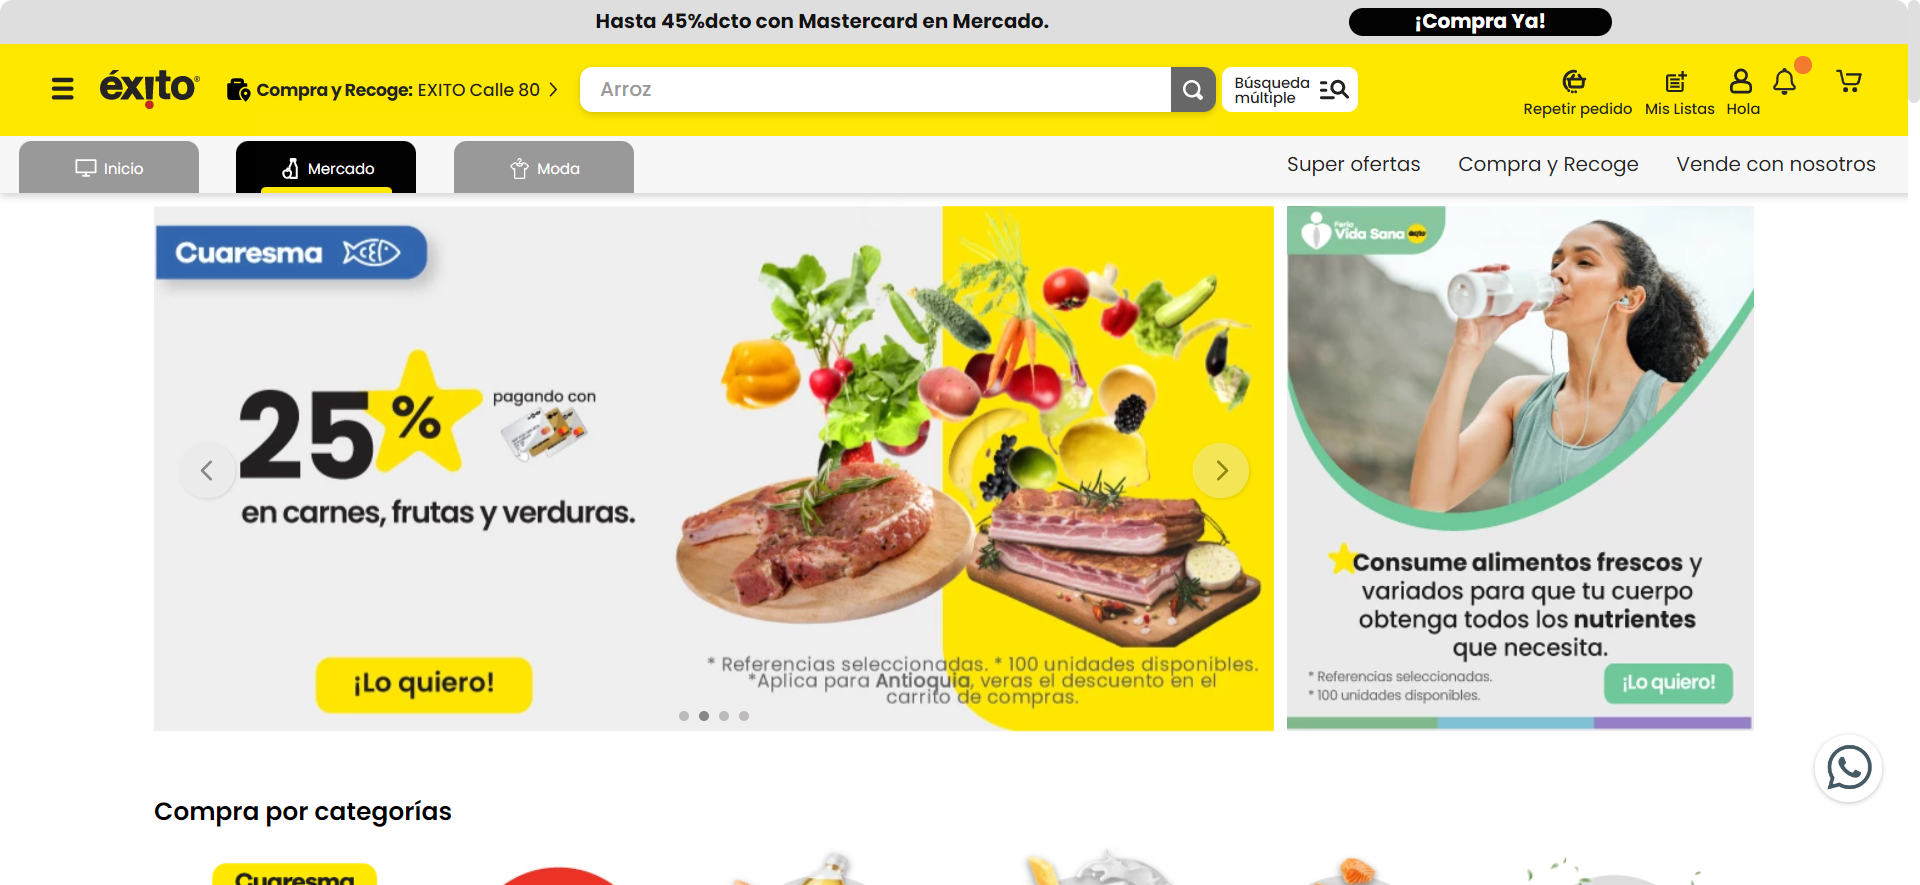 Hasta 45%dcto con Mastercard en Mercado.
¡Compra Ya!
éxito
Compra y Recoge: EXITO Calle 80
Arroz
Búsqueda
múltiple
Repetir pedido
Mis Listas
Hola
Inicio
Mercado
Moda
Super ofertas
Compra y Recoge
Vende con nosotros
Cuaresma
25%
pagando con
en carnes, frutas y verduras.
¡Lo quiero!
* Referencias seleccionadas. * 100 unidades disponibles.
*Aplica para Antioquia, veras el descuento en el
carrito de compras.
Feria
Vida Sana éxito
Consume alimentos frescos y
variados para que tu cuerpo
obtenga todos los nutrientes
que necesita.
* Referencias seleccionadas.
* 100 unidades disponibles.
¡Lo quiero!
Compra por categorías
Cuaresma